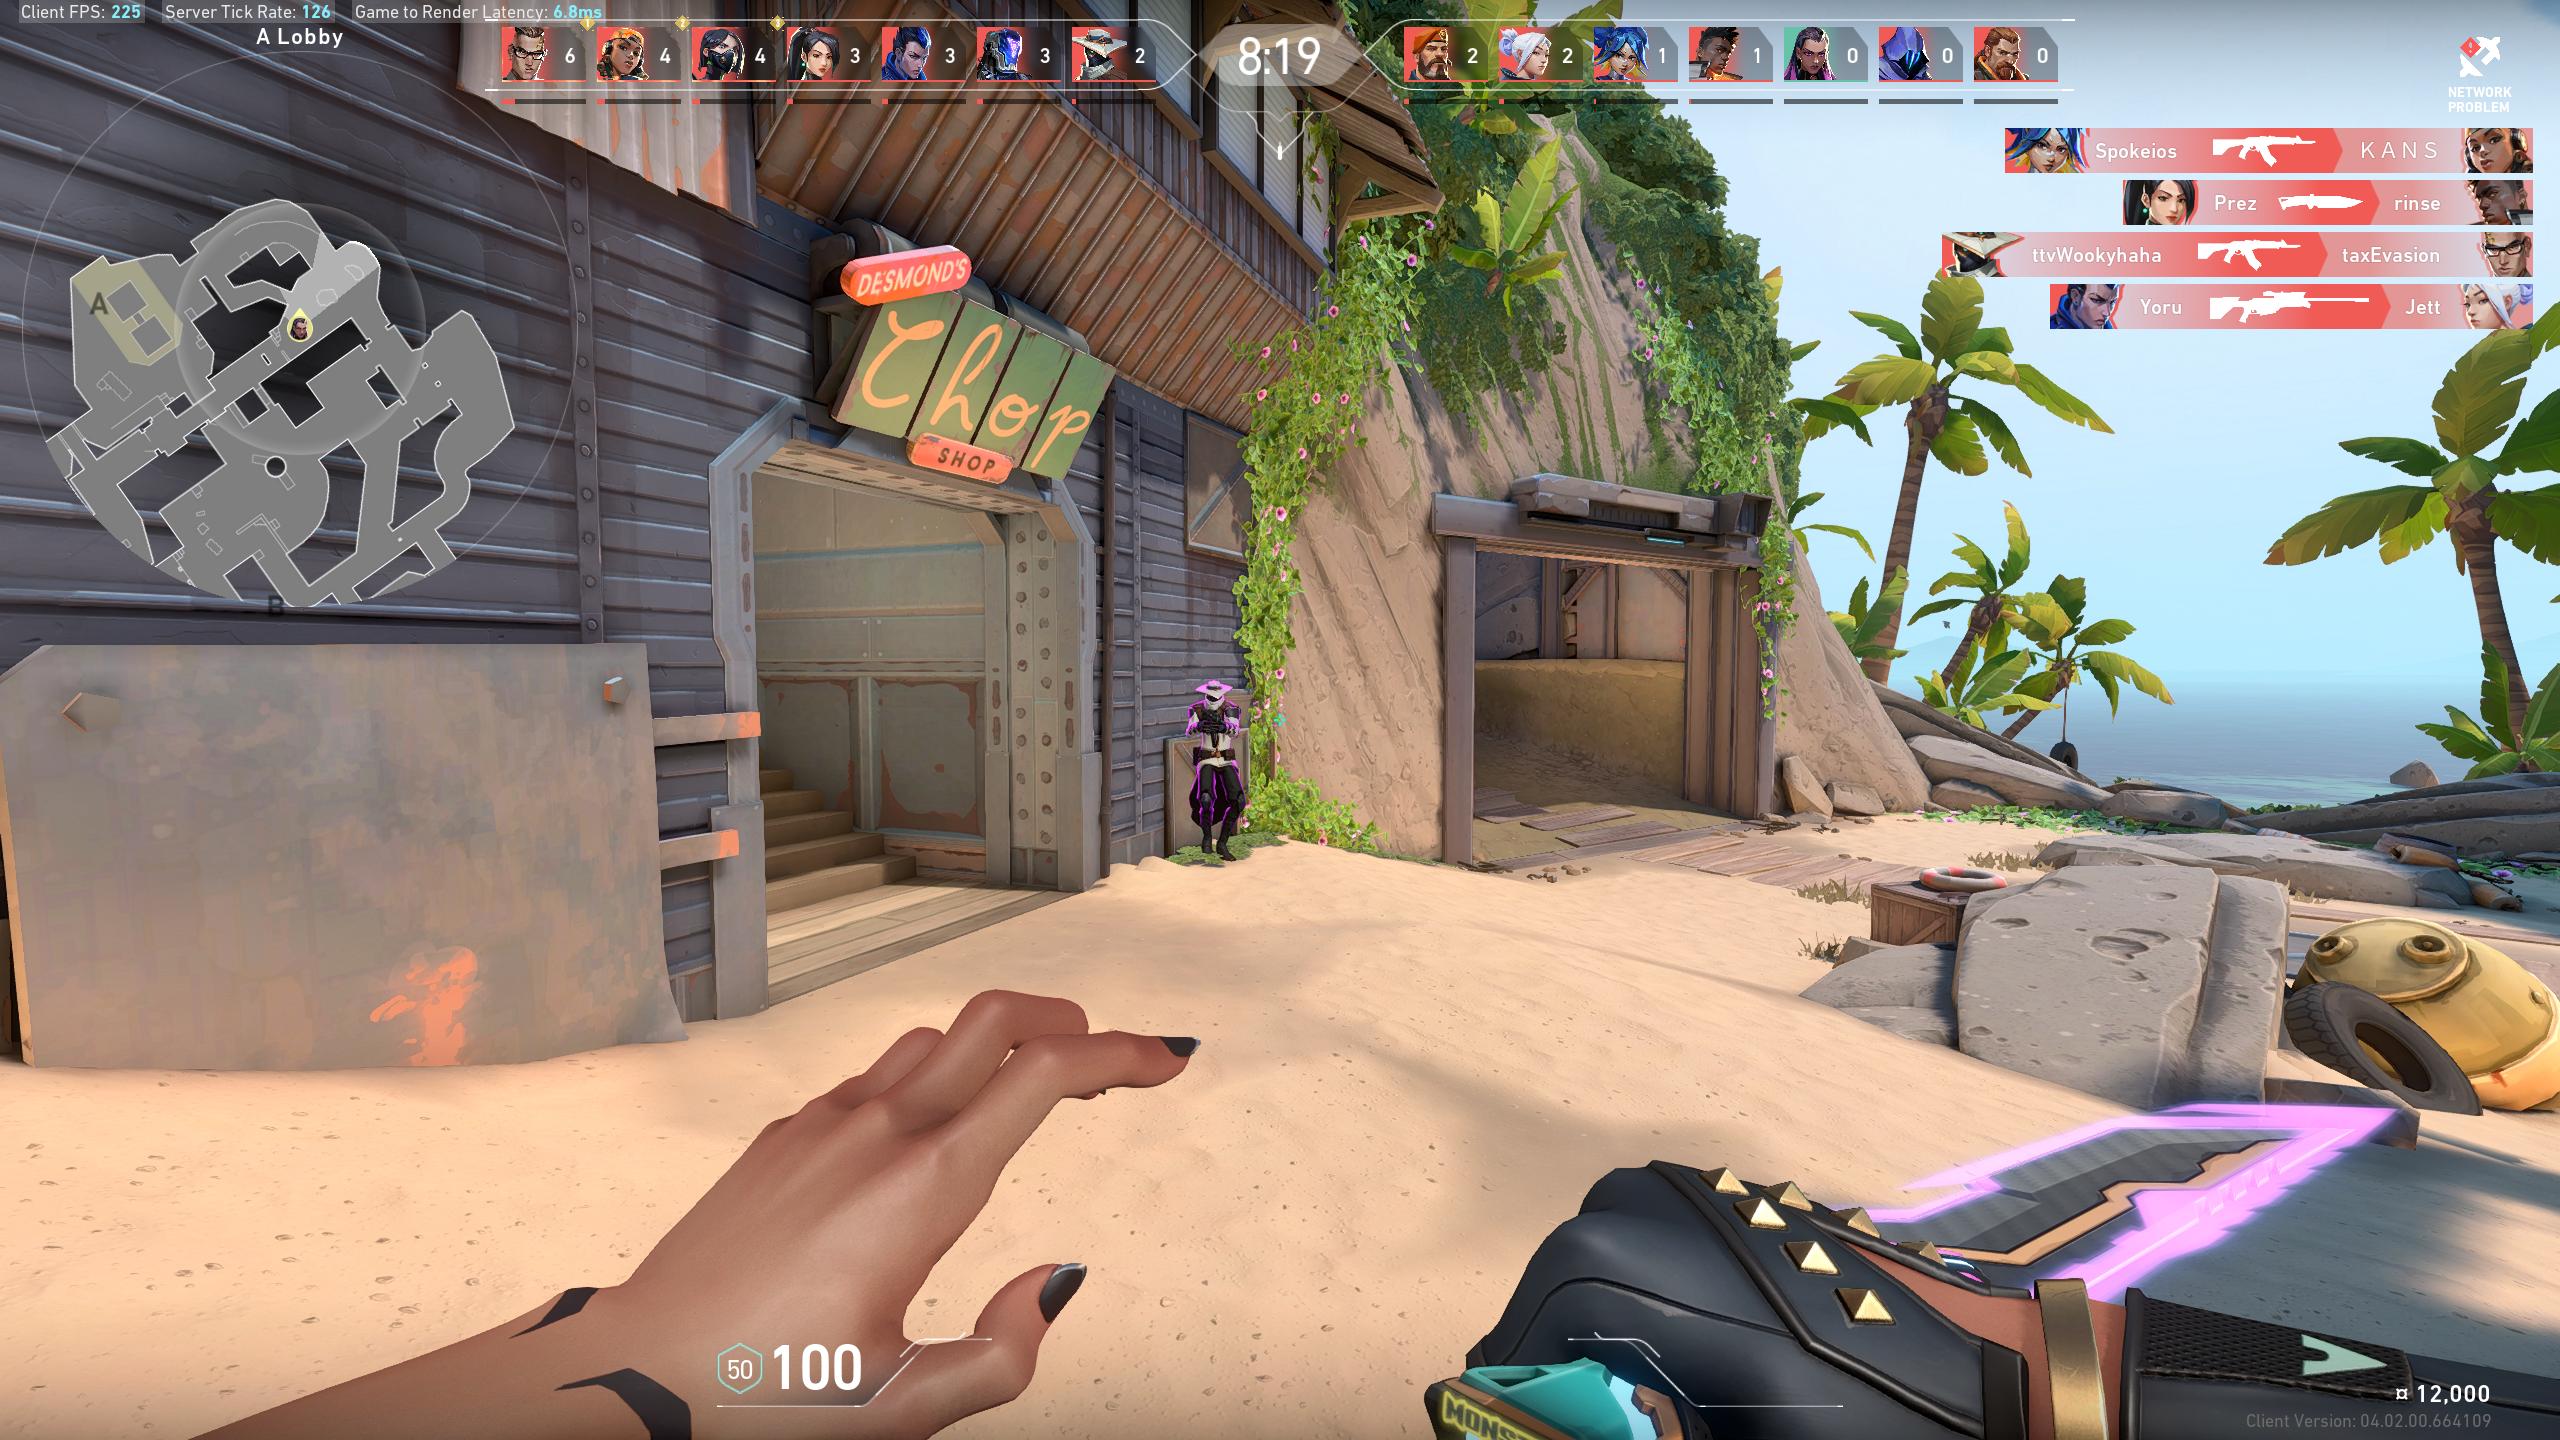 Client FPS: 225 Server Tick Rate: 126 Game to Render Latency: 6.8ms
A Lobby
6 4 4 3 3 3 2
8:19
2 2 1 1 0 0 0
NETWORK
PROBLEM
Spokeios KANS
Prez rinse
ttvWookyhaha taxEvasion
Yoru Jett
A
B
DESMOND'S
Chop
SHOP
50 100
¤ 12,000
Client Version: 04.02.00.664109